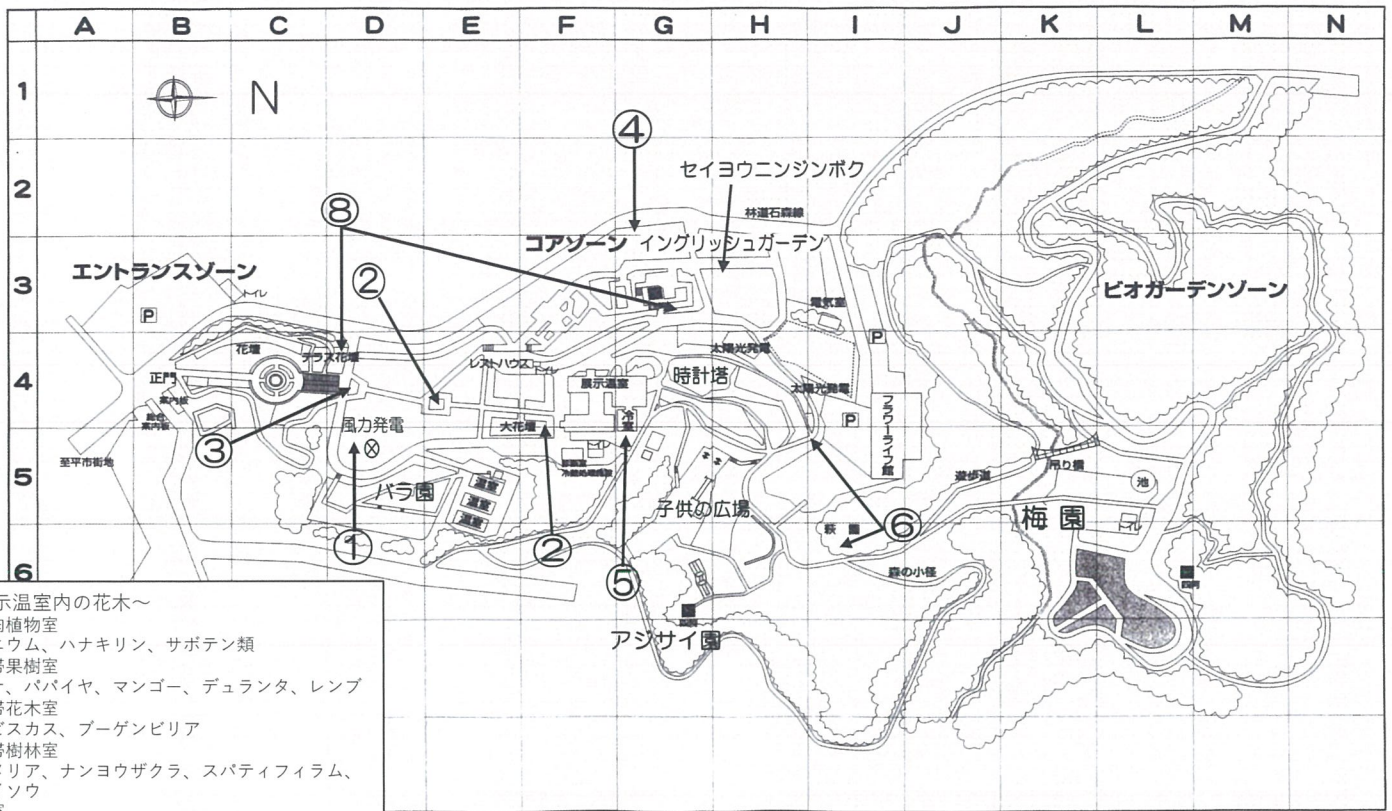 A B C D E F G H I J K L M N
1
N
④
2
セイヨウニンジンボク
⑧
林道石森線
コアゾーン イングリッシュガーデン
エントランスゾーン
②
3
トイレ
ビオガーデンゾーン
P
電気室
P
花壇
テラス花壇
レストハウス
トイレ
太陽光発電
4
正門
展示温室
時計塔
太陽光発電
案内板
総合
案内板
冷
室
フラワーライフ館
P
③
風力発電
大花壇
至平市街地
トイレ
吊り橋
5
温室
温室
温室
遊歩道
池
バラ園
子供の広場
萩園
⑥
梅園
トイレ
①
②
⑤
6
森の小径
アジサイ園
示温室内の花木～
植物室
ニウム、ハナキリン、サボテン類
果樹室
、パパイヤ、マンゴー、デュランタ、レンブ
花木室
ビスカス、ブーゲンビリア
樹林室
リア、ナンヨウザクラ、スパティフィラム、
ソウ